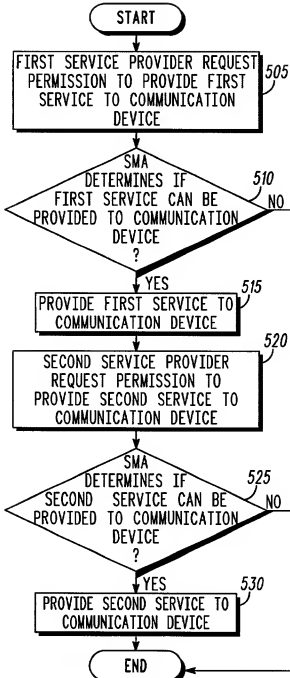 START
FIRST SERVICE PROVIDER REQUEST
PERMISSION TO PROVIDE FIRST
SERVICE TO COMMUNICATION
DEVICE
505
SMA
DETERMINES IF
FIRST SERVICE CAN BE
PROVIDED TO COMMUNICATION
DEVICE
?
510
NO
YES
515
PROVIDE FIRST SERVICE TO
COMMUNICATION DEVICE
520
SECOND SERVICE PROVIDER
REQUEST PERMISSION TO
PROVIDE SECOND SERVICE TO
COMMUNICATION DEVICE
SMA
DETERMINES IF
SECOND SERVICE CAN BE
PROVIDED TO COMMUNICATION
DEVICE
?
525
NO
YES
530
PROVIDE SECOND SERVICE TO
COMMUNICATION DEVICE
END